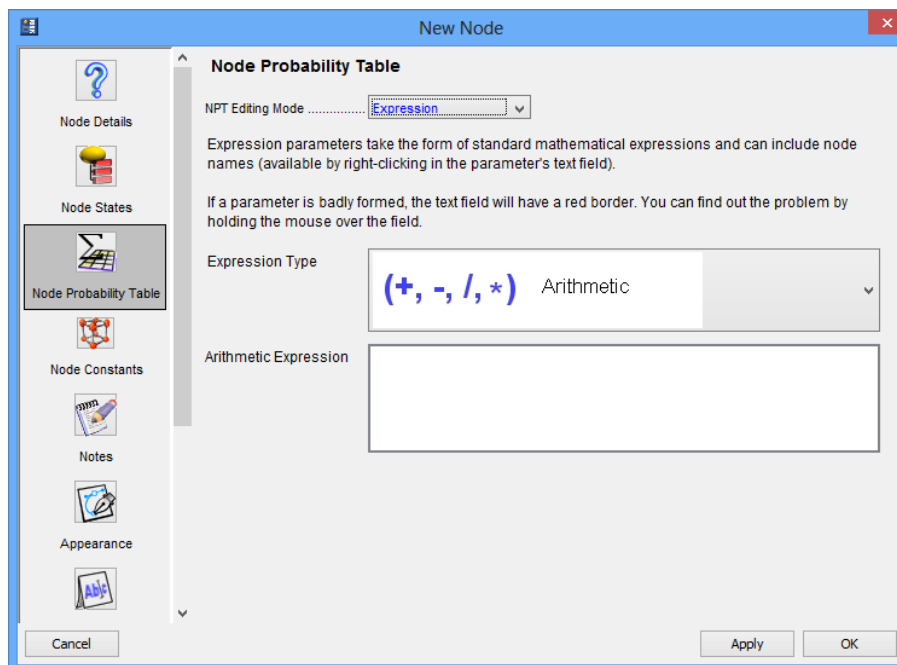 New Node
Node Details
Node States
Node Probability Table
Node Constants
Notes
Appearance
Abc
Node Probability Table
NPT Editing Mode ................ Expression
Expression parameters take the form of standard mathematical expressions and can include node
names (available by right-clicking in the parameter's text field).
If a parameter is badly formed, the text field will have a red border. You can find out the problem by
holding the mouse over the field.
Expression Type
(+, -, /, *) Arithmetic
Arithmetic Expression
Cancel
Apply
OK